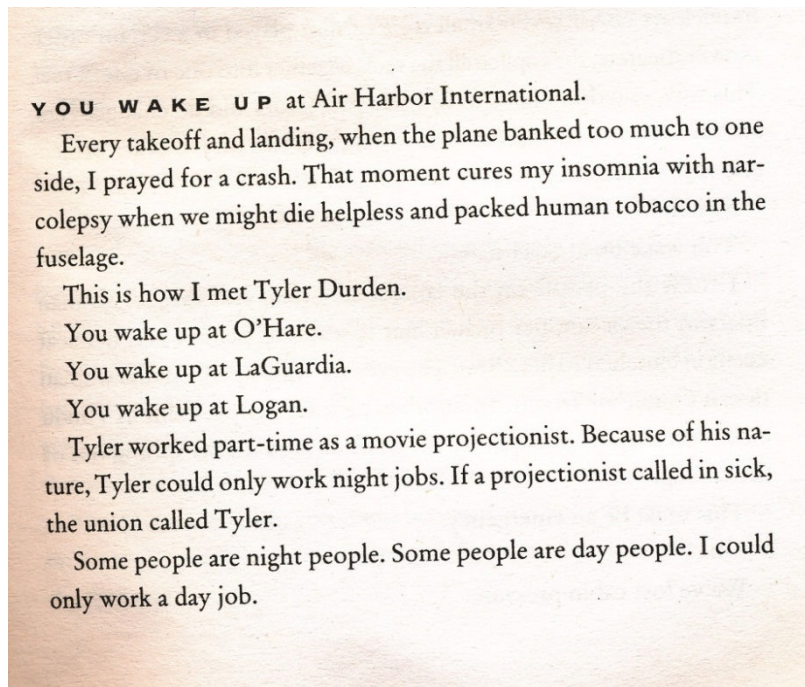 YOU WAKE UP at Air Harbor International.
Every takeoff and landing, when the plane banked too much to one
side, I prayed for a crash. That moment cures my insomnia with nar-
colepsy when we might die helpless and packed human tobacco in the
fuselage.
This is how I met Tyler Durden.
You wake up at O’Hare.
You wake up at LaGuardia.
You wake up at Logan.
Tyler worked part-time as a movie projectionist. Because of his na-
ture, Tyler could only work night jobs. If a projectionist called in sick,
the union called Tyler.
Some people are night people. Some people are day people. I could
only work a day job.